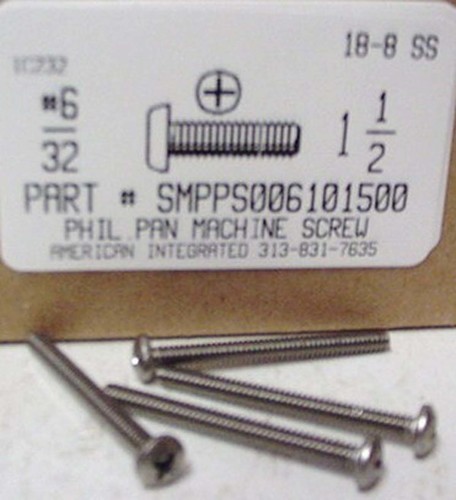 18-8 SS
#6
32
1 1/2
PART # SMPPS006101500
PHIL PAN MACHINE SCREW
AMERICAN INTEGRATED 313-831-7635